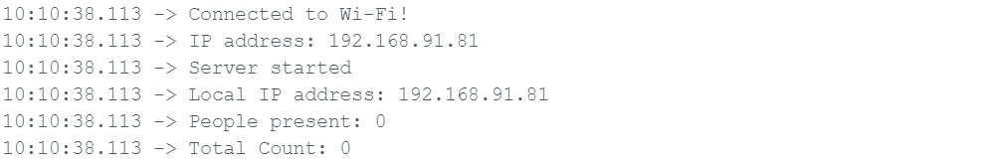 10:10:38.113 -> Connected to Wi-Fi!
10:10:38.113 -> IP address: 192.168.91.81
10:10:38.113 -> Server started
10:10:38.113 -> Local IP address: 192.168.91.81
10:10:38.113 -> People present: 0
10:10:38.113 -> Total Count: 0